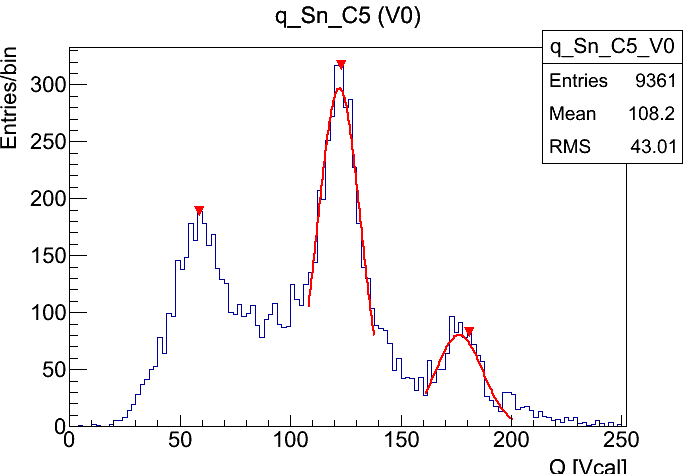 q_Sn_C5 (V0)
q_Sn_C5_V0
Entries 9361
Mean 108.2
RMS 43.01
Entries/bin
300
250
200
150
100
50
0
0 50 100 150 200 250
Q [Vcal]